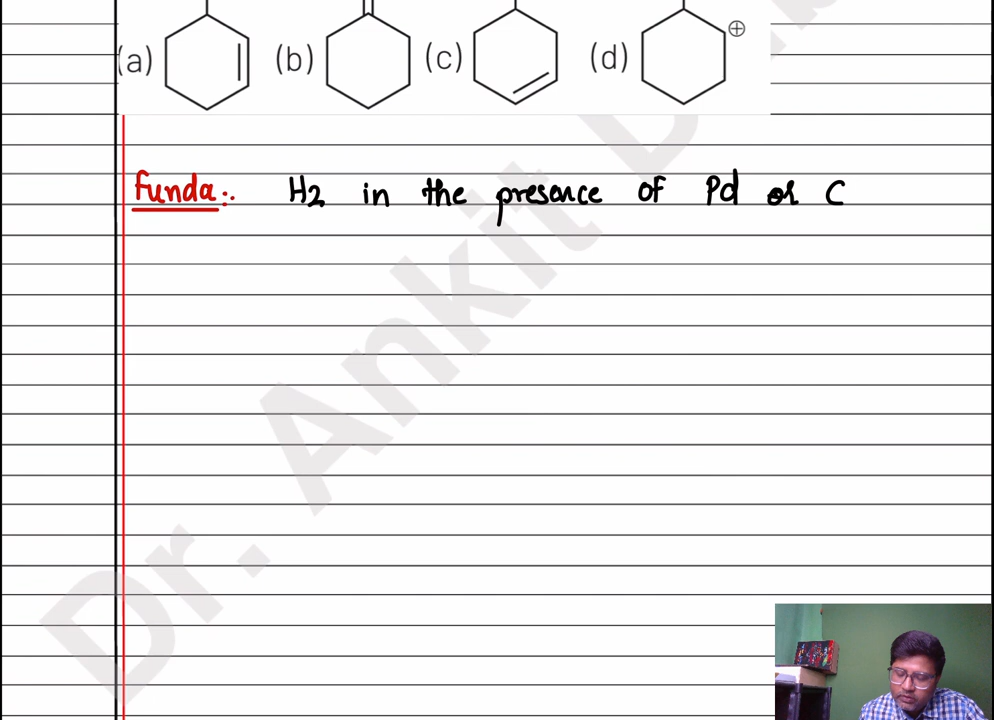 (a) (b) (c) (d) ⊕
Funda:. H2 in the presence of Pd or C
Dr. Ankit D